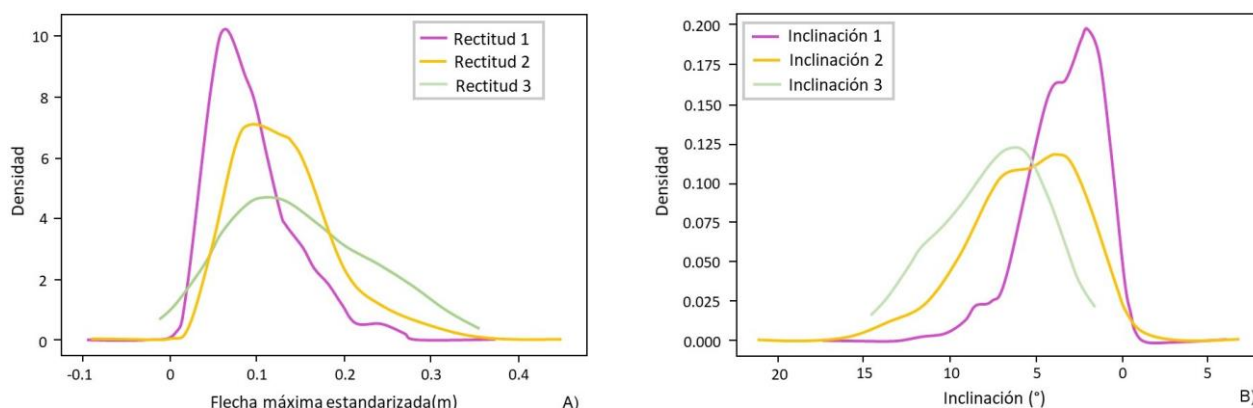 10
8
6
4
2
0
Densidad
Rectitud 1
Rectitud 2
Rectitud 3
-0.1
0
0.1
0.2
0.3
0.4
Flecha máxima estandarizada(m)
A)
0.200
0.175
0.150
0.125
0.100
0.075
0.050
0.025
0.000
Densidad
Inclinación 1
Inclinación 2
Inclinación 3
20
15
10
5
0
5
Inclinación (°)
B)